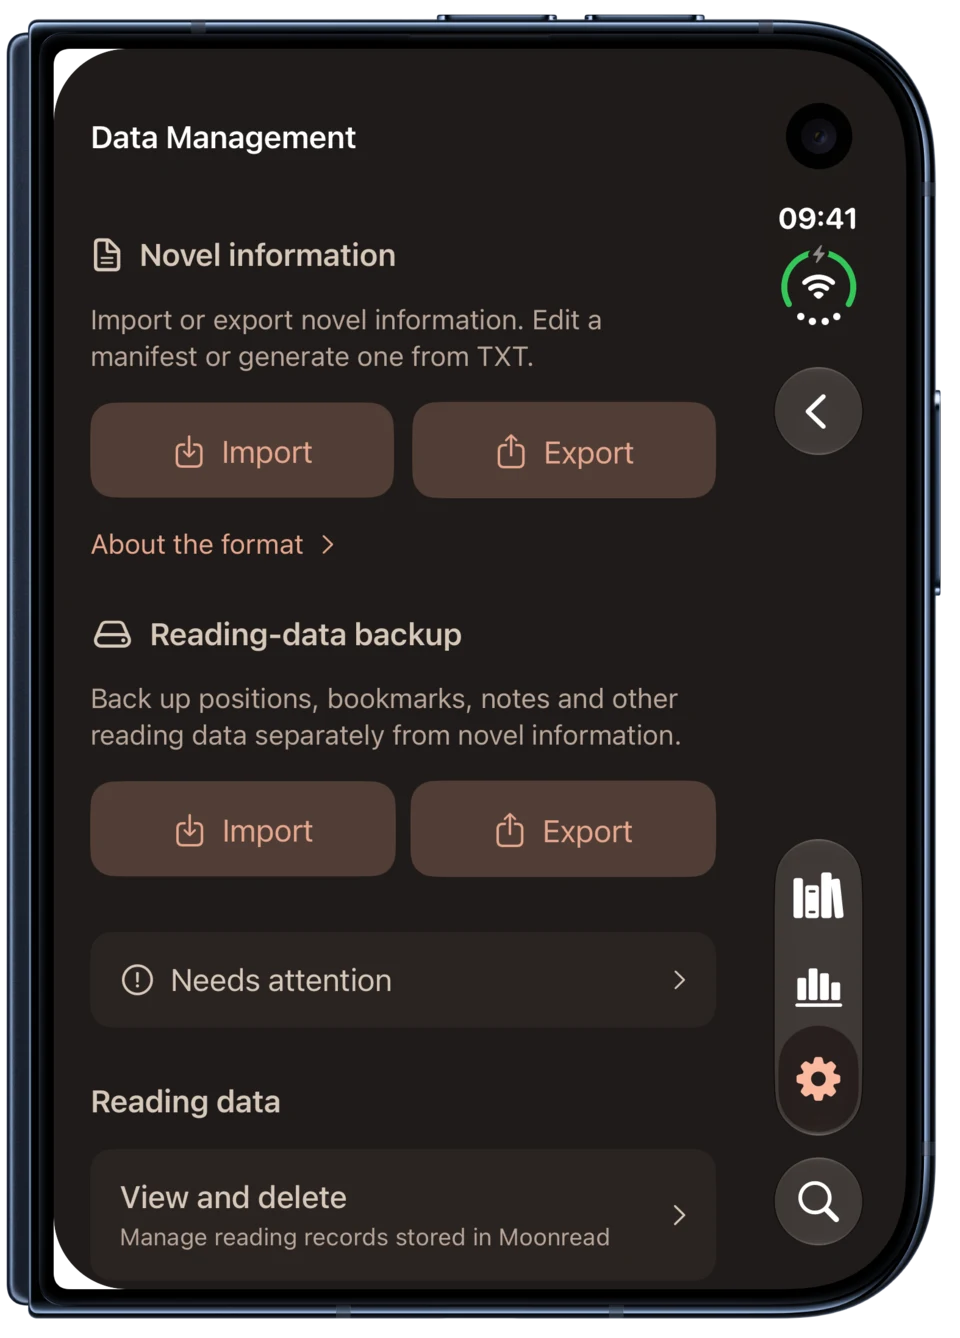 Data Management
09:41
Novel information
Import or export novel information. Edit a
manifest or generate one from TXT.
Import
Export
About the format
Reading-data backup
Back up positions, bookmarks, notes and other
reading data separately from novel information.
Import
Export
Needs attention
Reading data
View and delete
Manage reading records stored in Moonread